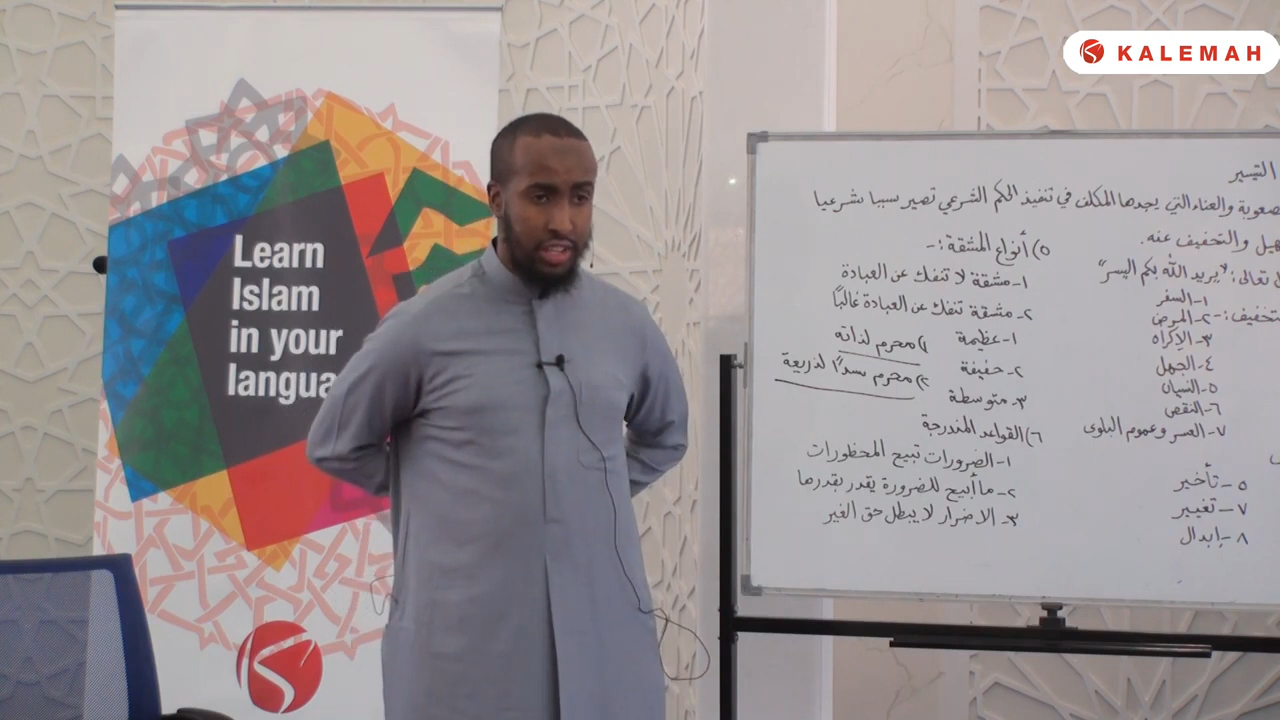 KALEMAH
Learn
Islam
in your
langua
التيسير
صعوبة والعناء التي يجدها المكلف في تنفيذ الحكم الشرعي تصير سببا شرعيا
هيل والتخفيف عنه.
تعالى: "يريد الله بكم اليسر"
تخفيف :- ١- السفر
٢- المرض
٣- الإكراه
٤- الجهل
٥- النسيان
٦- النقص
٧- العسر وعموم البلوى
٥- تأخير
٧- تغيير
٨- إبدال
٥) أنواع المشقة :-
١- مشقة لا تنفك عن العبادة
٢- مشقة تنفك عن العبادة غالبًا
١- عظيمة
٢- خفيفة
٣- متوسطة
١) محرم لذاته
٢) محرم سدًا لذريعة
٦) القواعد المندرجة
١- الضرورات تبيح المحظورات
٢- ما أبيح للضرورة يقدر بقدرها
٣- الاضرار لا يبطل حق الغير